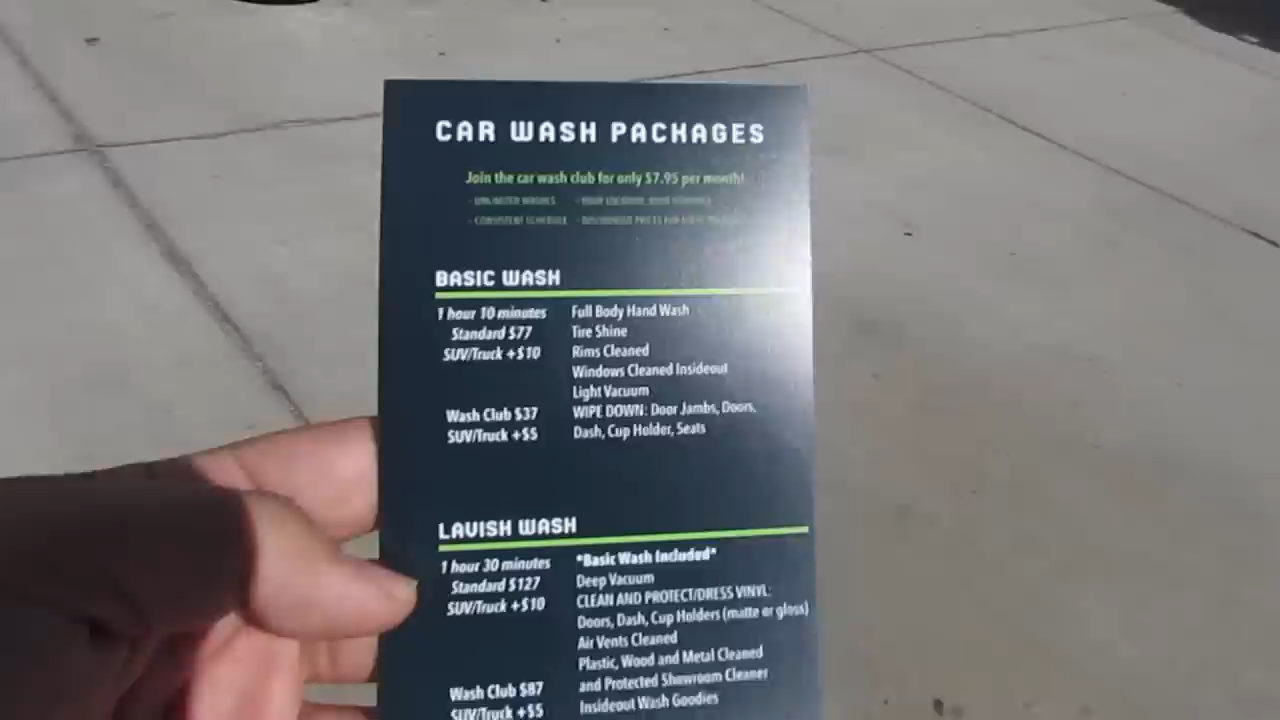 CAR WASH PACKAGES
Join the car wash club for only $7.95 per month!
- UNLIMITED WASHES
- CONSISTENT SCHEDULE
BASIC WASH
1 hour 10 minutes
Standard $77
SUV/Truck +$10
Wash Club $37
SUV/Truck +$5
Full Body Hand Wash
Tire Shine
Rims Cleaned
Windows Cleaned Insideout
Light Vacuum
WIPE DOWN: Door Jambs, Doors,
Dash, Cup Holder, Seats
LAVISH WASH
1 hour 30 minutes
Standard $127
SUV/Truck +$10
Wash Club $87
SUV/Truck +$5
*Basic Wash Included*
Deep Vacuum
CLEAN AND PROTECT/DRESS VINYL:
Doors, Dash, Cup Holders (matte or gloss)
Air Vents Cleaned
Plastic, Wood and Metal Cleaned
and Protected Showroom Cleaner
Insideout Wash Goodies